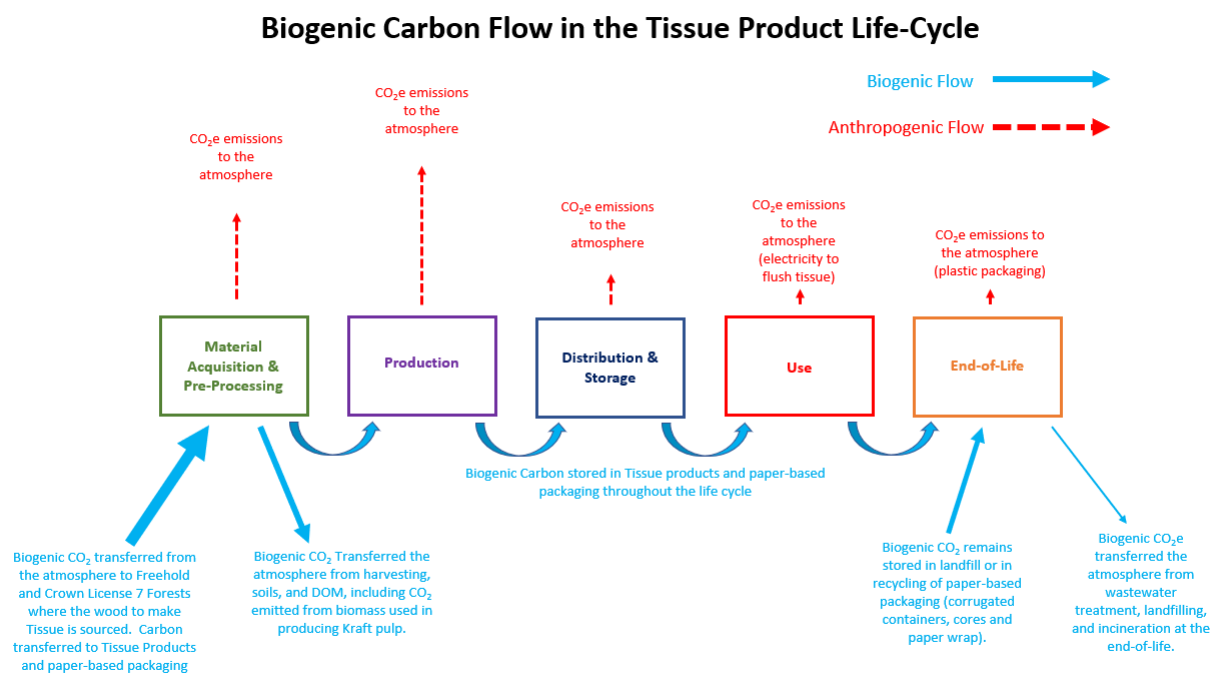 Biogenic Carbon Flow in the Tissue Product Life-Cycle
Biogenic Flow
Anthropogenic Flow
CO₂e emissions
to the
atmosphere
CO₂e emissions
to the
atmosphere
CO₂e emissions
to the
atmosphere
CO₂e emissions
to the
atmosphere
(electricity to
flush tissue)
CO₂e emissions to
the atmosphere
(plastic packaging)
Material
Acquisition &
Pre-Processing
Production
Distribution &
Storage
Use
End-of-Life
Biogenic Carbon stored in Tissue products and paper-based
packaging throughout the life cycle
Biogenic CO₂ transferred from
the atmosphere to Freehold
and Crown License 7 Forests
where the wood to make
Tissue is sourced.  Carbon
transferred to Tissue Products
and paper-based packaging
Biogenic CO₂ Transferred the
atmosphere from harvesting,
soils, and DOM, including CO₂
emitted from biomass used in
producing Kraft pulp.
Biogenic CO₂ remains
stored in landfill or in
recycling of paper-based
packaging (corrugated
containers, cores and
paper wrap).
Biogenic CO₂e
transferred the
atmosphere from
wastewater
treatment, landfilling,
and incineration at the
end-of-life.